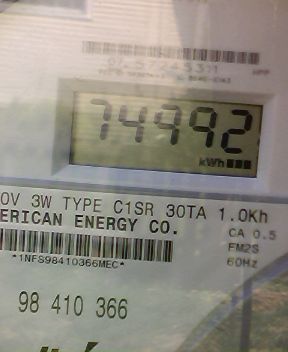 74992
kWh
0V 3W TYPE C1SR 30TA 1.0Kh
ERICAN ENERGY CO.
CA 0.5
FM2S
*1NFS98410366MEC*
60Hz
98 410 366